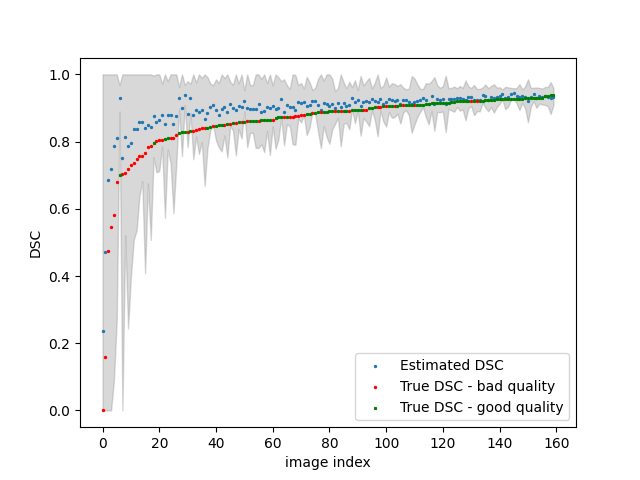 1.0
0.8
0.6
0.4
0.2
0.0
DSC
0 20 40 60 80 100 120 140 160
image index
Estimated DSC
True DSC - bad quality
True DSC - good quality